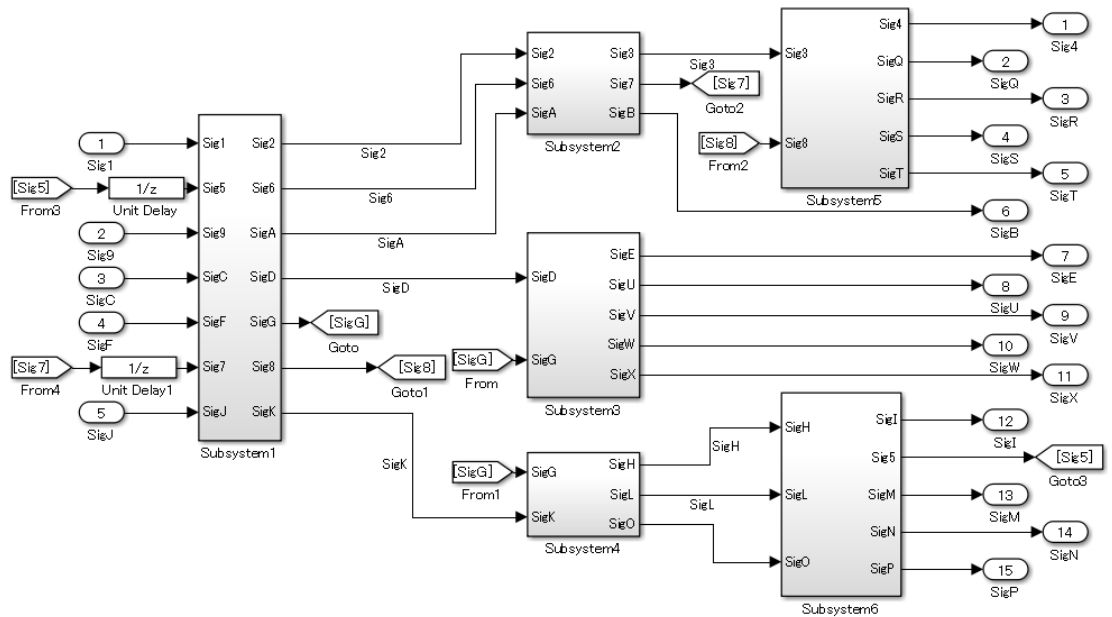 1
Sig1
[Sig5]
From3
1/z
Unit Delay
2
Sig9
3
SigC
4
SigF
[Sig7]
From4
1/z
Unit Delay1
5
SigJ
Sig1
Sig5
Sig9
SigC
SigF
Sig7
SigJ
Sig2
Sig6
SigA
SigD
SigG
Sig8
SigK
Subsystem1
Sig2
Sig6
SigA
SigD
[SigG]
Goto
[Sig8]
Goto1
SigK
Sig2
Sig6
SigA
Sig3
Sig7
SigB
Subsystem2
Sig3
[Sig7]
Goto2
[Sig8]
From2
Sig3
Sig8
Sig4
SigQ
SigR
SigS
SigT
Subsystem5
1
Sig4
2
SigQ
3
SigR
4
SigS
5
SigT
6
SigB
[SigG]
From
SigD
SigG
SigE
SigU
SigV
SigW
SigX
Subsystem3
7
SigE
8
SigU
9
SigV
10
SigW
11
SigX
[SigG]
From1
SigG
SigK
SigH
SigL
SigO
Subsystem4
SigH
SigL
SigH
SigL
SigO
SigI
Sig5
SigM
SigN
SigP
Subsystem6
12
SigI
[Sig5]
Goto3
13
SigM
14
SigN
15
SigP